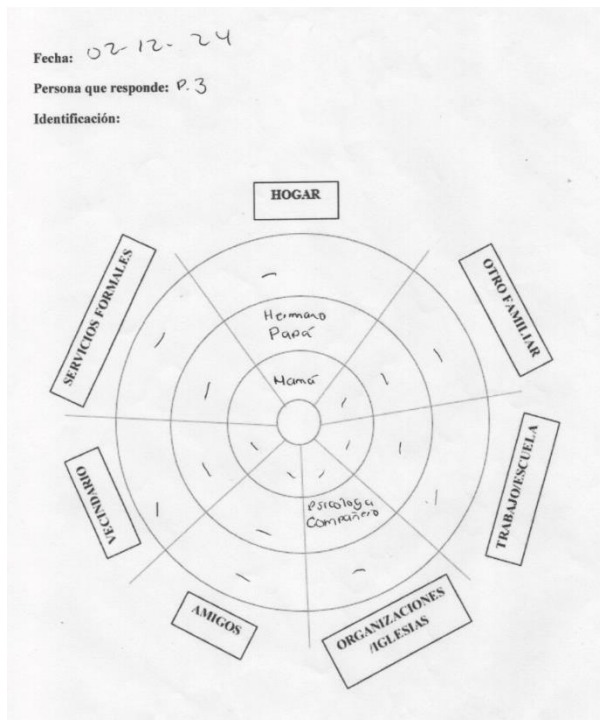 Fecha: 02-12-24
Persona que responde: P.3
Identificación:
HOGAR
SERVICIOS FORMALES
OTRO FAMILIAR
Hermano
Papá
Mamá
TRABAJO/ESCUELA
VECINDARIO
Psicóloga
Compañero
AMIGOS
ORGANIZACIONES
/IGLESIAS